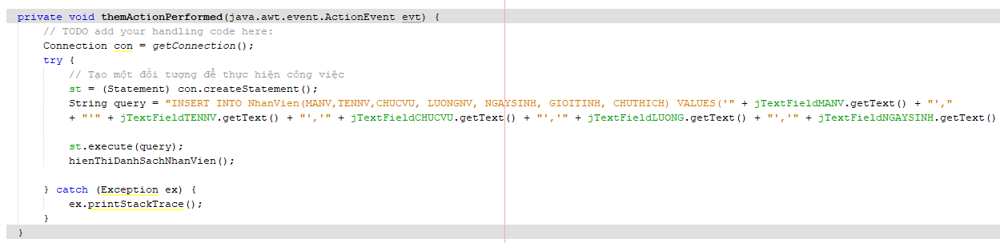 private void themActionPerformed(java.awt.event.ActionEvent evt) {
// TODO add your handling code here:
Connection con = getConnection();
try {
// Tạo một đối tượng để thực hiện công việc
st = (Statement) con.createStatement();
String query = "INSERT INTO NhanVien(MANV,TENNV,CHUCVU, LUONGNV, NGAYSINH, GIOITINH, CHUTHICH) VALUES('" + jTextFieldMANV.getText() + "',"
+ "'" + jTextFieldTENNV.getText() + "','" + jTextFieldCHUCVU.getText() + "','" + jTextFieldLUONG.getText() + "','" + jTextFieldNGAYSINH.getText()
st.execute(query);
hienThiDanhSachNhanVien();
} catch (Exception ex) {
ex.printStackTrace();
}
}